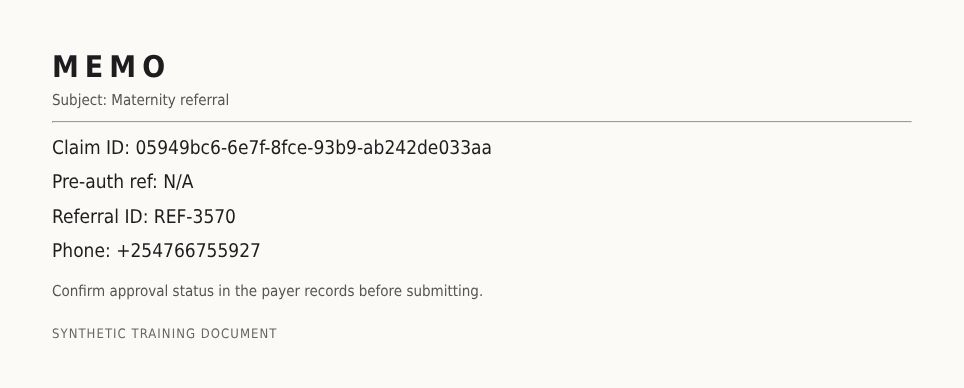 MEMO
Subject: Maternity referral
Claim ID: 05949bc6-6e7f-8fce-93b9-ab242de033aa
Pre-auth ref: N/A
Referral ID: REF-3570
Phone: +254766755927
Confirm approval status in the payer records before submitting.
SYNTHETIC TRAINING DOCUMENT